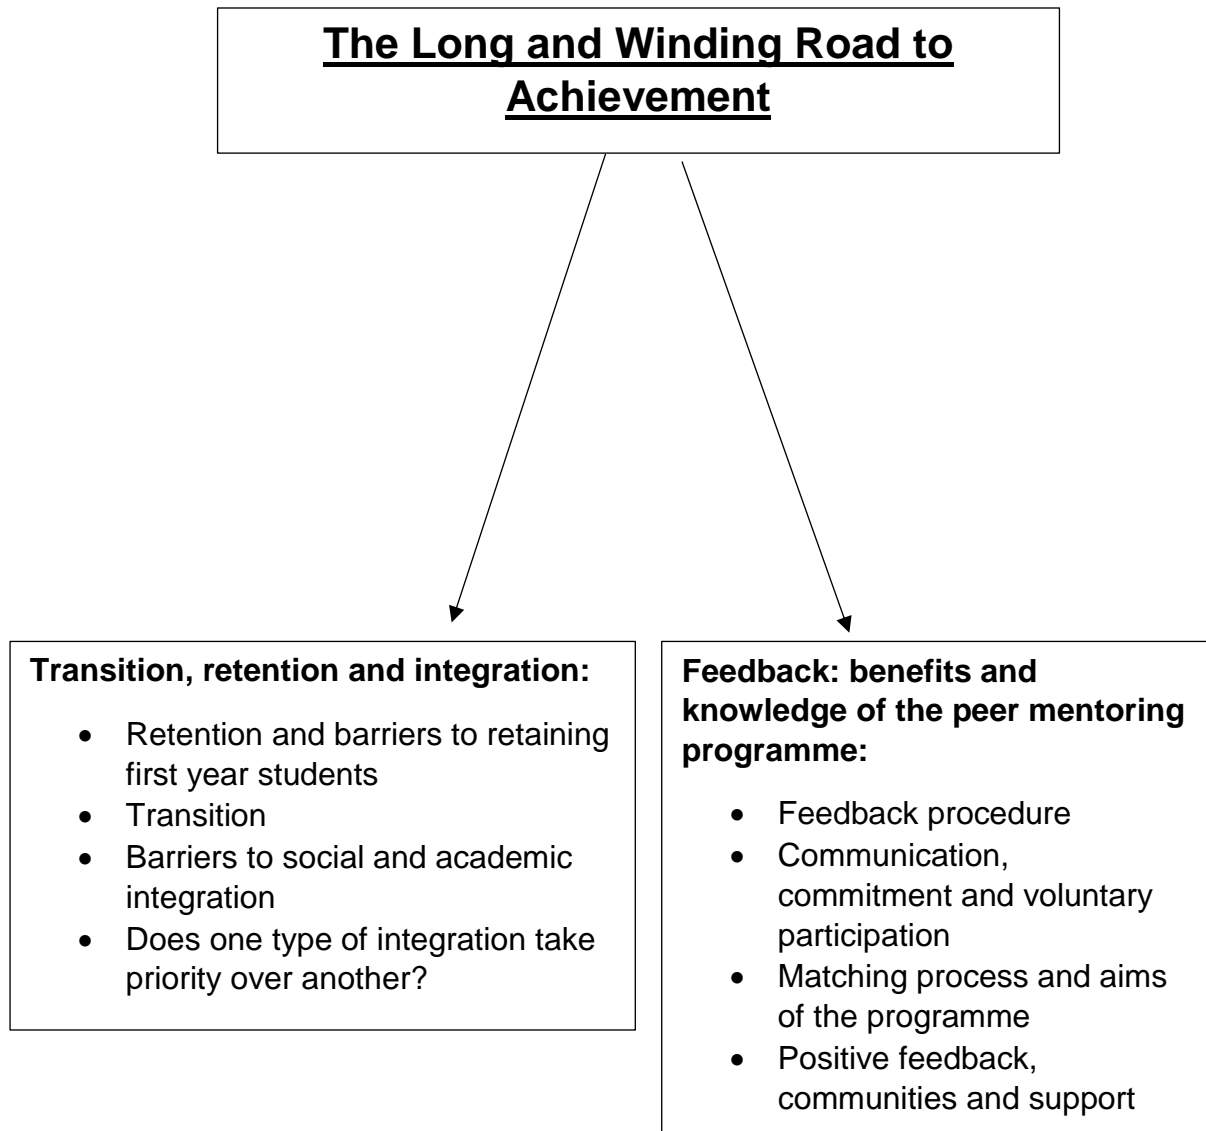 The Long and Winding Road to
Achievement
Transition, retention and integration:
• Retention and barriers to retaining
first year students
• Transition
• Barriers to social and academic
integration
• Does one type of integration take
priority over another?
Feedback: benefits and
knowledge of the peer mentoring
programme:
• Feedback procedure
• Communication,
commitment and voluntary
participation
• Matching process and aims
of the programme
• Positive feedback,
communities and support